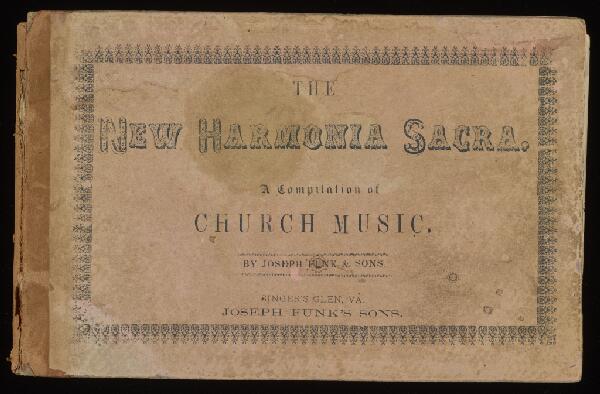 THE
NEW HARMONIA SACRA.
A Compilation of
CHURCH MUSIC.
BY JOSEPH FUNK & SONS.
SINGER'S GLEN, VA.
JOSEPH FUNK'S SONS.